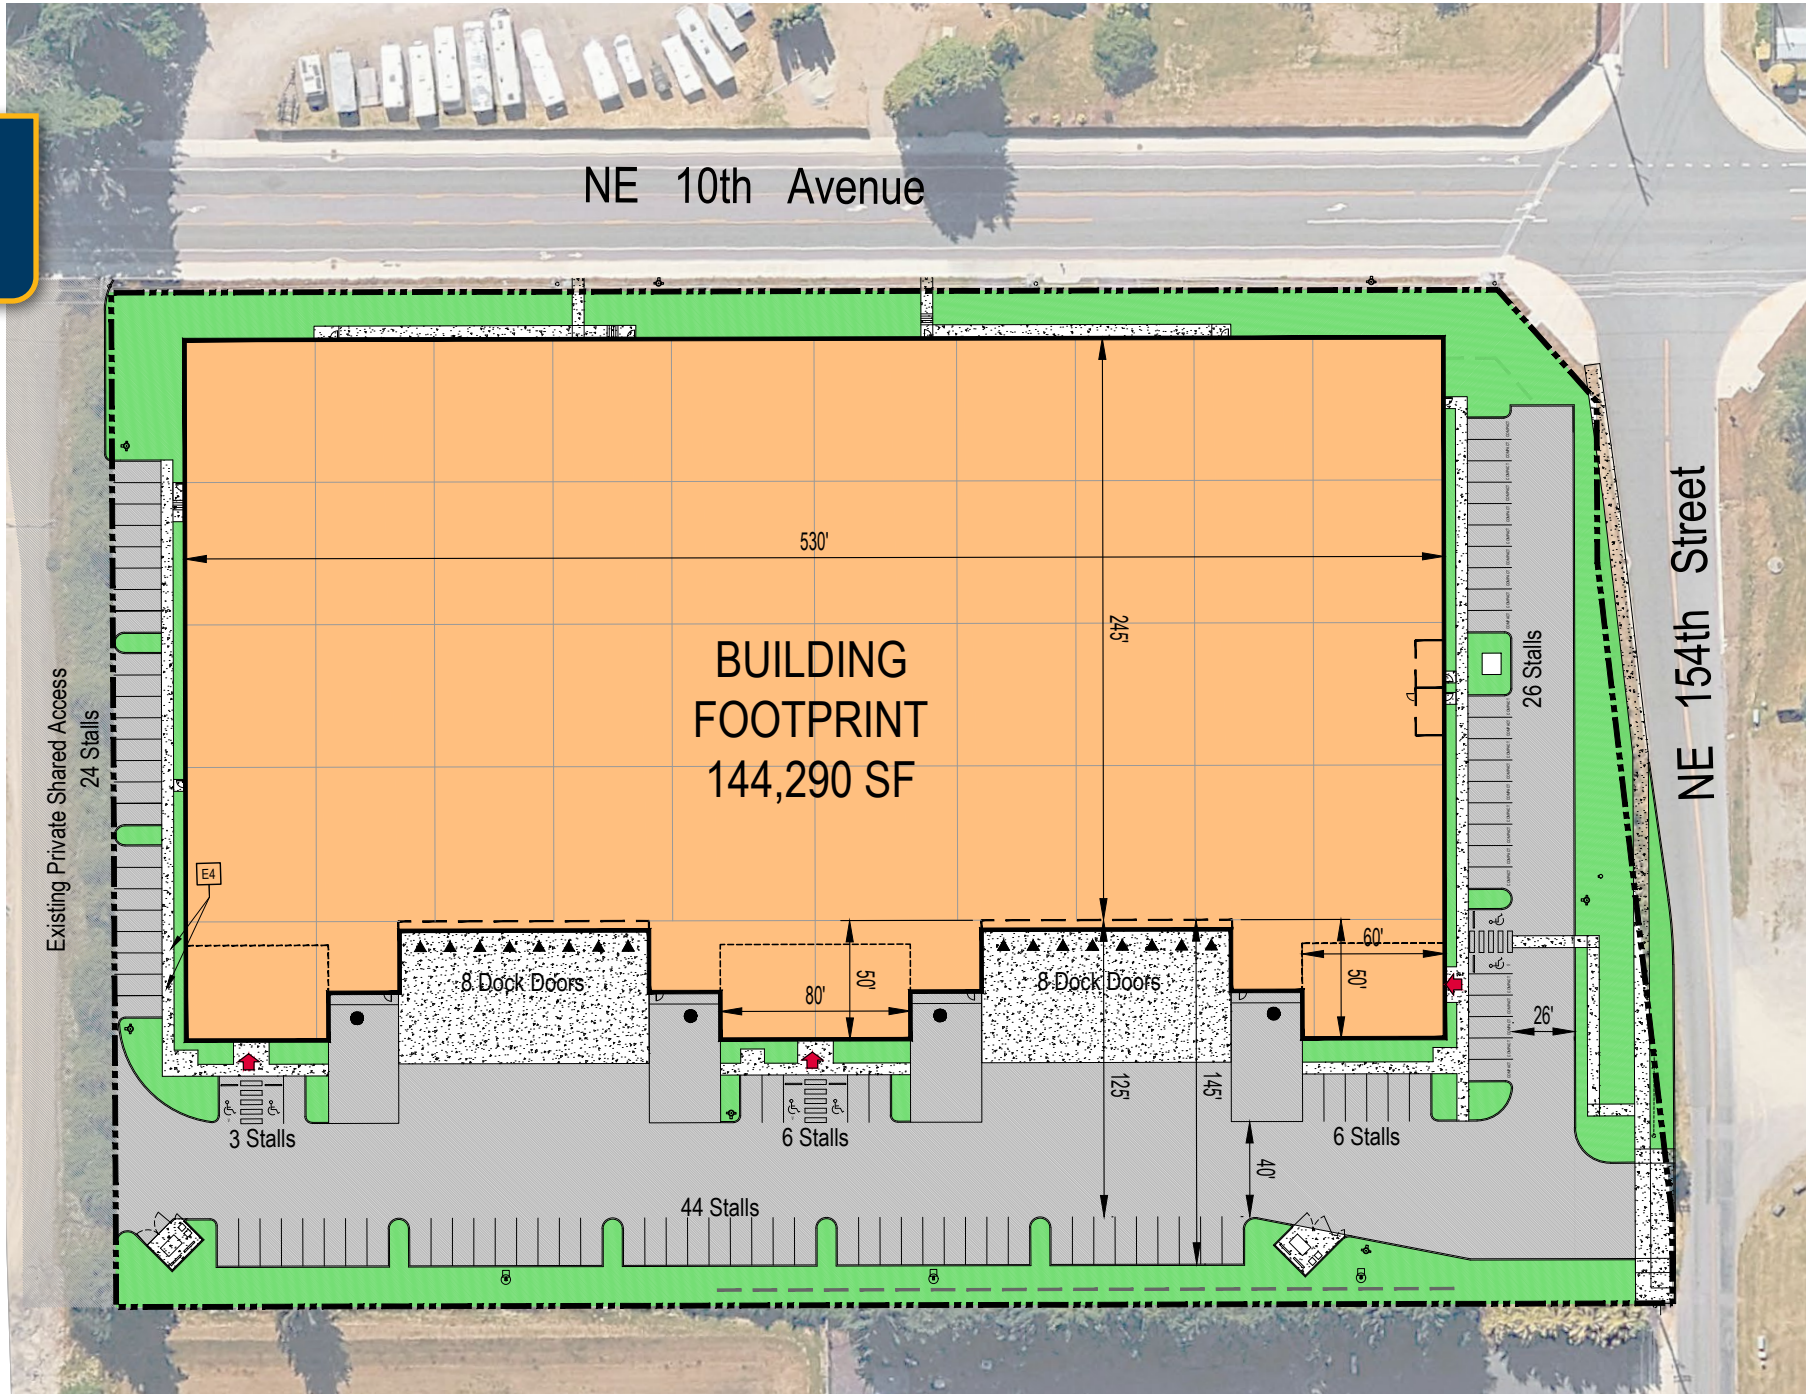 NE 10th Avenue
530'
245'
BUILDING
FOOTPRINT
144,290 SF
NE 154th Street
26 Stalls
Existing Private Shared Access
24 Stalls
E4
8 Dock Doors
80'
50'
8 Dock Doors
60'
50'
26'
125'
145'
3 Stalls
6 Stalls
6 Stalls
40'
44 Stalls